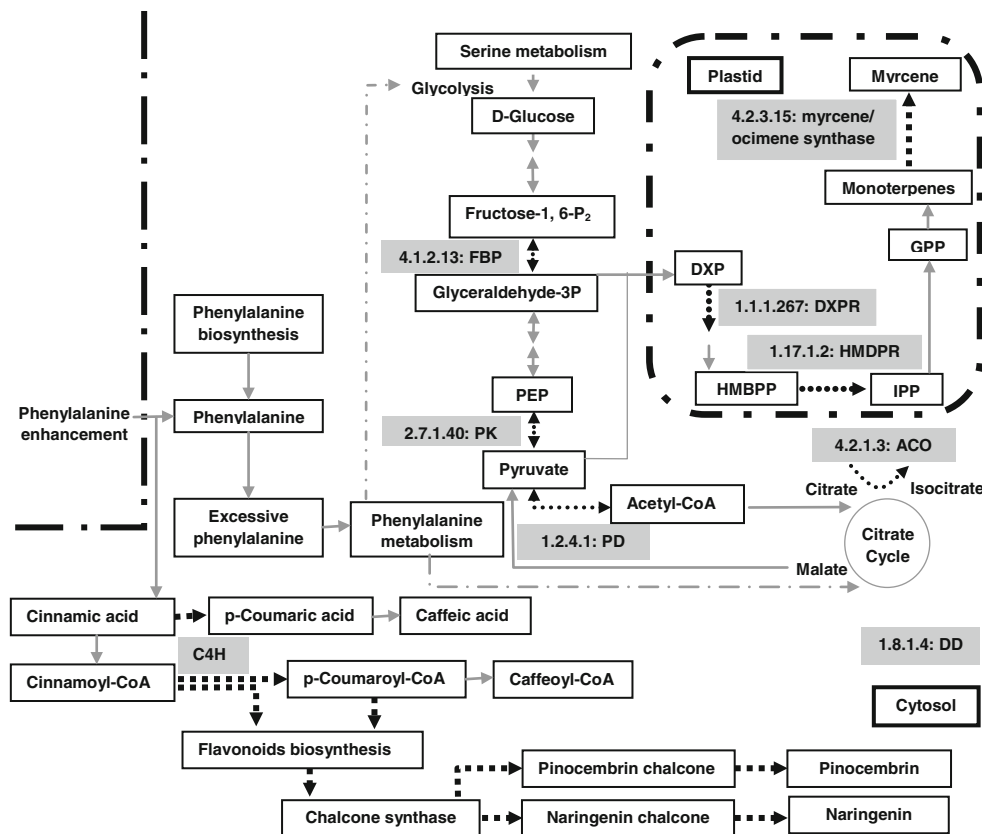 Serine metabolism
Glycolysis
D-Glucose
Fructose-1, 6-P₂
4.1.2.13: FBP
Glyceraldehyde-3P
PEP
2.7.1.40: PK
Pyruvate
Acetyl-CoA
1.2.4.1: PD
Plastid
Myrcene
4.2.3.15: myrcene/
ocimene synthase
Monoterpenes
GPP
DXP
1.1.1.267: DXPR
1.17.1.2: HMDPR
HMBPP
IPP
4.2.1.3: ACO
Citrate
Isocitrate
Citrate
Cycle
Malate
Phenylalanine
biosynthesis
Phenylalanine
enhancement
Phenylalanine
Excessive
phenylalanine
Phenylalanine
metabolism
Cinnamic acid
p-Coumaric acid
Caffeic acid
C4H
Cinnamoyl-CoA
p-Coumaroyl-CoA
Caffeoyl-CoA
1.8.1.4: DD
Cytosol
Flavonoids biosynthesis
Pinocembrin chalcone
Pinocembrin
Chalcone synthase
Naringenin chalcone
Naringenin